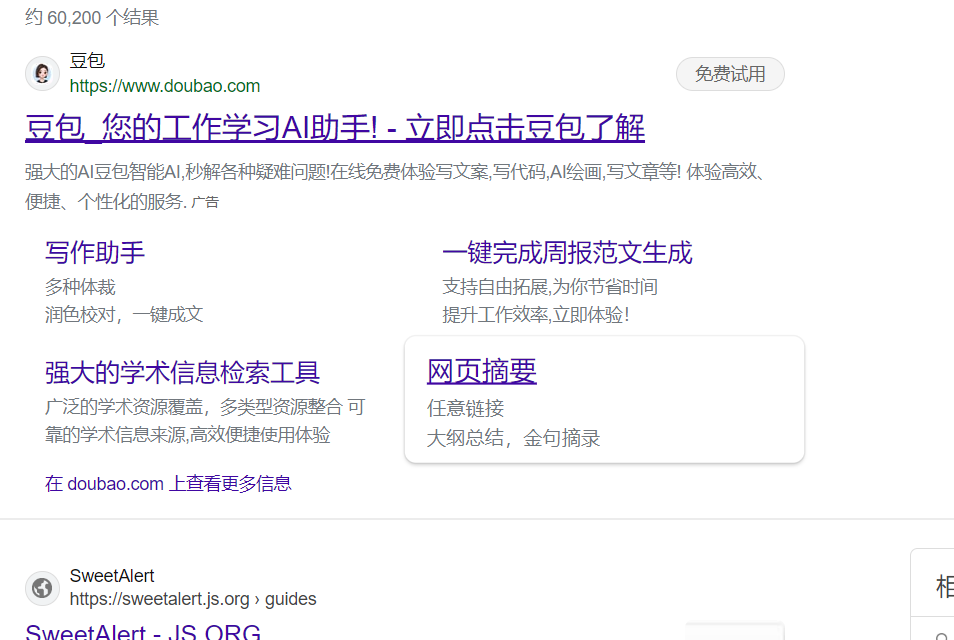 约 60,200 个结果
豆包
https://www.doubao.com
免费试用
豆包_您的工作学习AI助手! - 立即点击豆包了解
强大的AI豆包智能AI,秒解各种疑难问题!在线免费体验写文案,写代码,AI绘画,写文章等! 体验高效、
便捷、个性化的服务. 广告
写作助手
多种体裁
润色校对，一键成文
一键完成周报范文生成
支持自由拓展,为你节省时间
提升工作效率,立即体验!
强大的学术信息检索工具
广泛的学术资源覆盖，多类型资源整合 可
靠的学术信息来源,高效便捷使用体验
网页摘要
任意链接
大纲总结，金句摘录
在 doubao.com 上查看更多信息
SweetAlert
https://sweetalert.js.org › guides
SweetAlert - JS.ORG
相